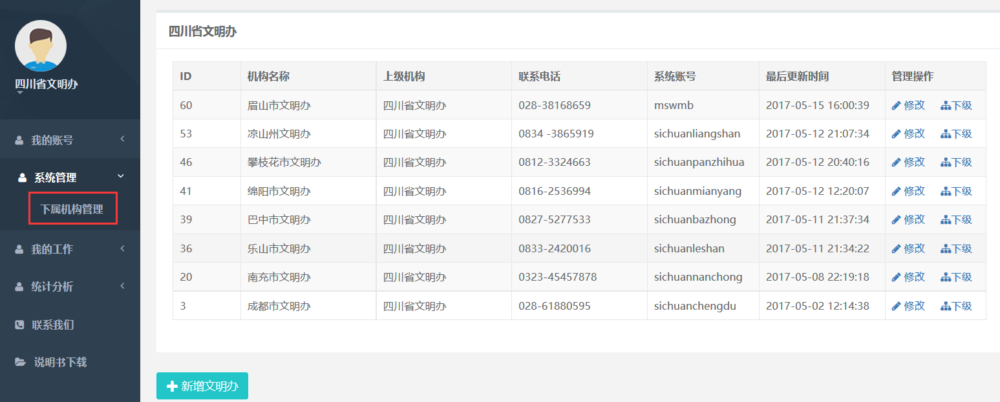 四川省文明办
我的账号
系统管理
下属机构管理
我的工作
统计分析
联系我们
说明书下载
四川省文明办
ID 机构名称 上级机构 联系电话 系统账号 最后更新时间 管理操作
60 眉山市文明办 四川省文明办 028-38168659 mswmb 2017-05-15 16:00:39 修改 下级
53 凉山州文明办 四川省文明办 0834 -3865919 sichuanliangshan 2017-05-12 21:07:34 修改 下级
46 攀枝花市文明办 四川省文明办 0812-3324663 sichuanpanzhihua 2017-05-12 20:40:16 修改 下级
41 绵阳市文明办 四川省文明办 0816-2536994 sichuanmianyang 2017-05-12 12:20:07 修改 下级
39 巴中市文明办 四川省文明办 0827-5277533 sichuanbazhong 2017-05-11 21:37:34 修改 下级
36 乐山市文明办 四川省文明办 0833-2420016 sichuanleshan 2017-05-11 21:34:22 修改 下级
20 南充市文明办 四川省文明办 0323-45457878 sichuannanchong 2017-05-08 22:19:18 修改 下级
3 成都市文明办 四川省文明办 028-61880595 sichuanchengdu 2017-05-02 12:14:38 修改 下级
新增文明办